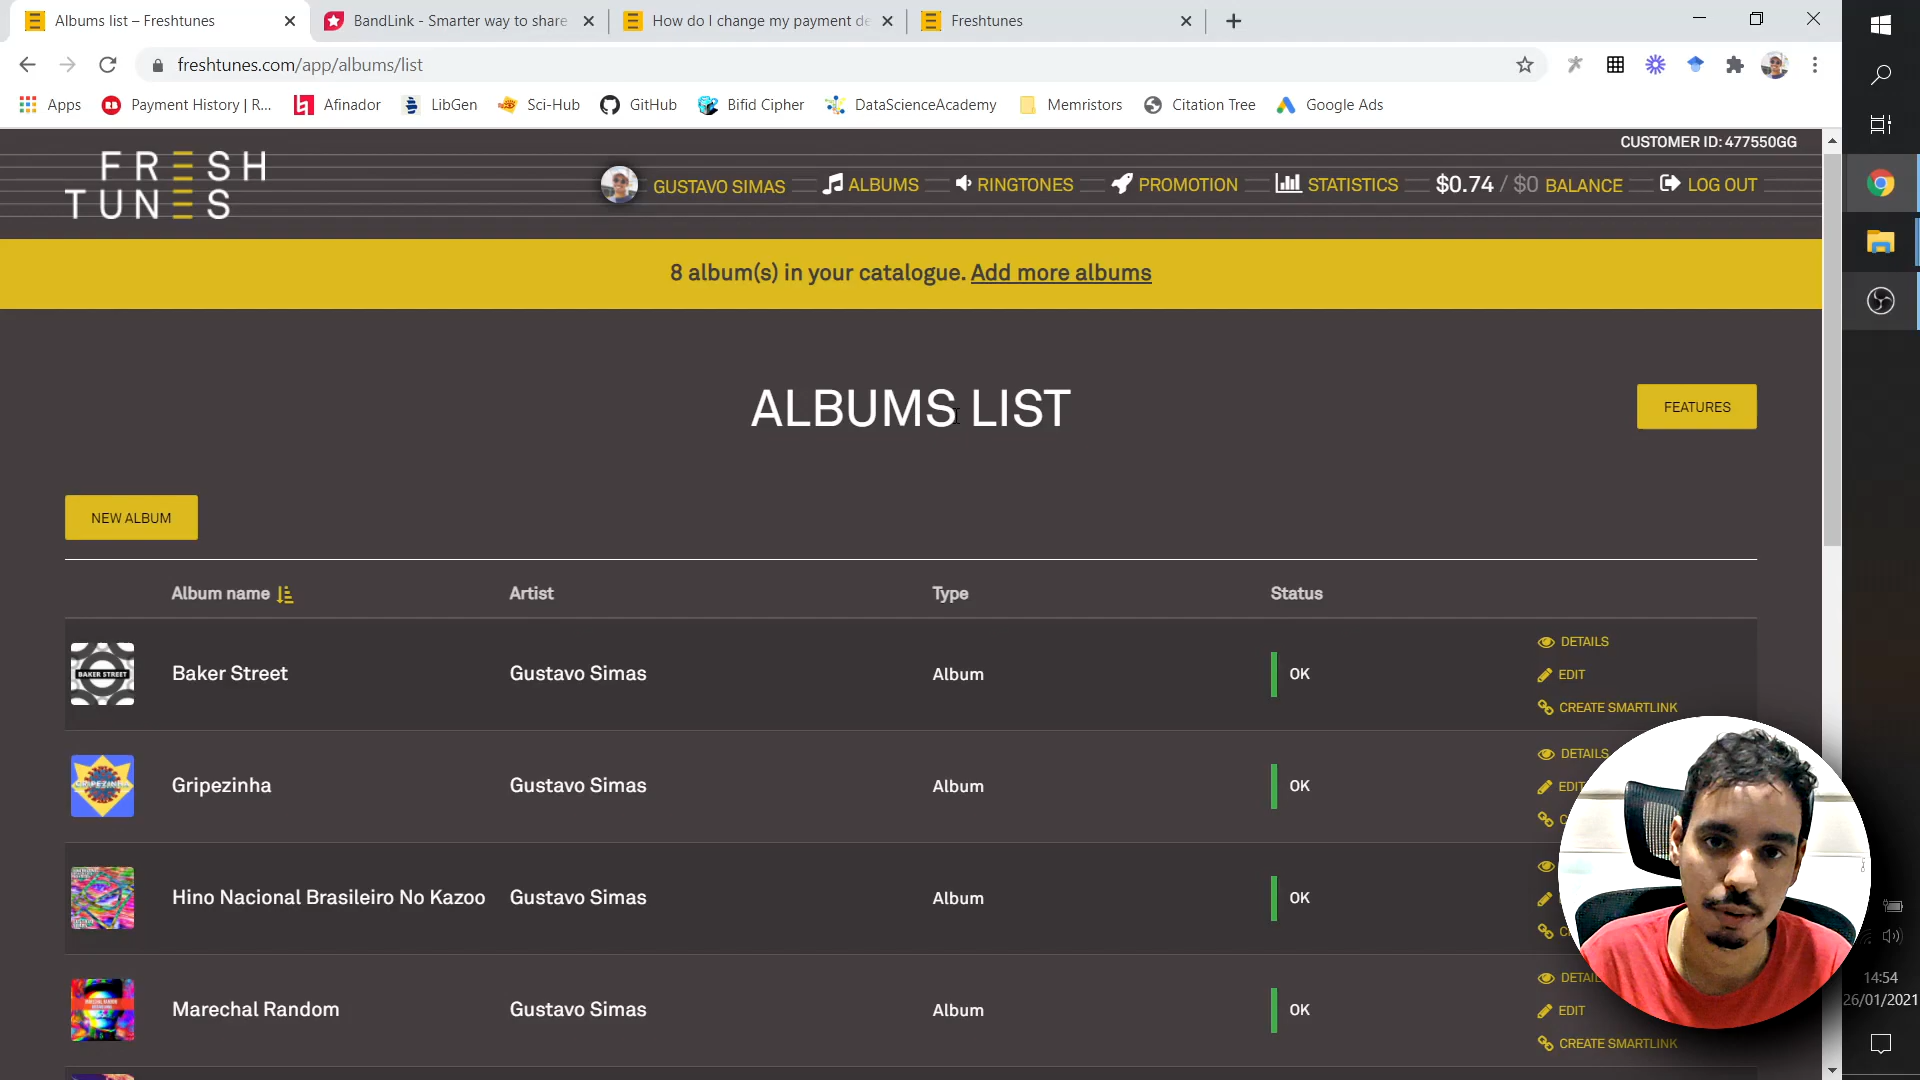 Albums list – Freshtunes
BandLink - Smarter way to share
How do I change my payment de
Freshtunes
freshtunes.com/app/albums/list
Apps
Payment History | R...
Afinador
LibGen
Sci-Hub
GitHub
Bifid Cipher
DataScienceAcademy
Memristors
Citation Tree
Google Ads
CUSTOMER ID: 477550GG
FRESH
TUNES
GUSTAVO SIMAS
ALBUMS
RINGTONES
PROMOTION
STATISTICS
$0.74 / $0 BALANCE
LOG OUT
8 album(s) in your catalogue. Add more albums
ALBUMS LIST
FEATURES
NEW ALBUM
Album name
Artist
Type
Status
BAKER STREET
Baker Street
Gustavo Simas
Album
OK
DETAILS
EDIT
CREATE SMARTLINK
Gripezinha
Gustavo Simas
Album
OK
DETAILS
EDIT
Hino Nacional Brasileiro No Kazoo
Gustavo Simas
Album
OK
Marechal Random
Gustavo Simas
Album
OK
EDIT
CREATE SMARTLINK
14:54
26/01/2021